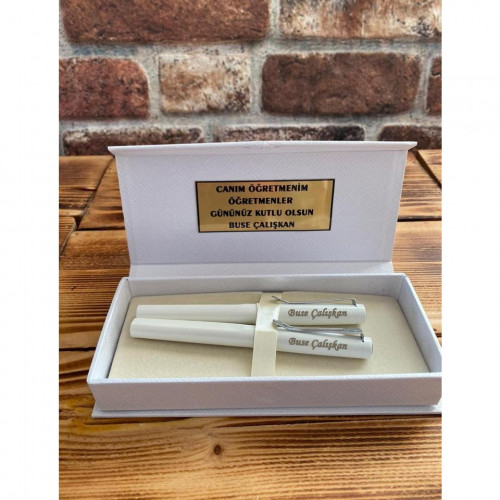 CANIM ÖĞRETMENİM
ÖĞRETMENLER
GÜNÜNÜZ KUTLU OLSUN
BUSE ÇALIŞKAN
Buse Çalışkan
Buse Çalışkan